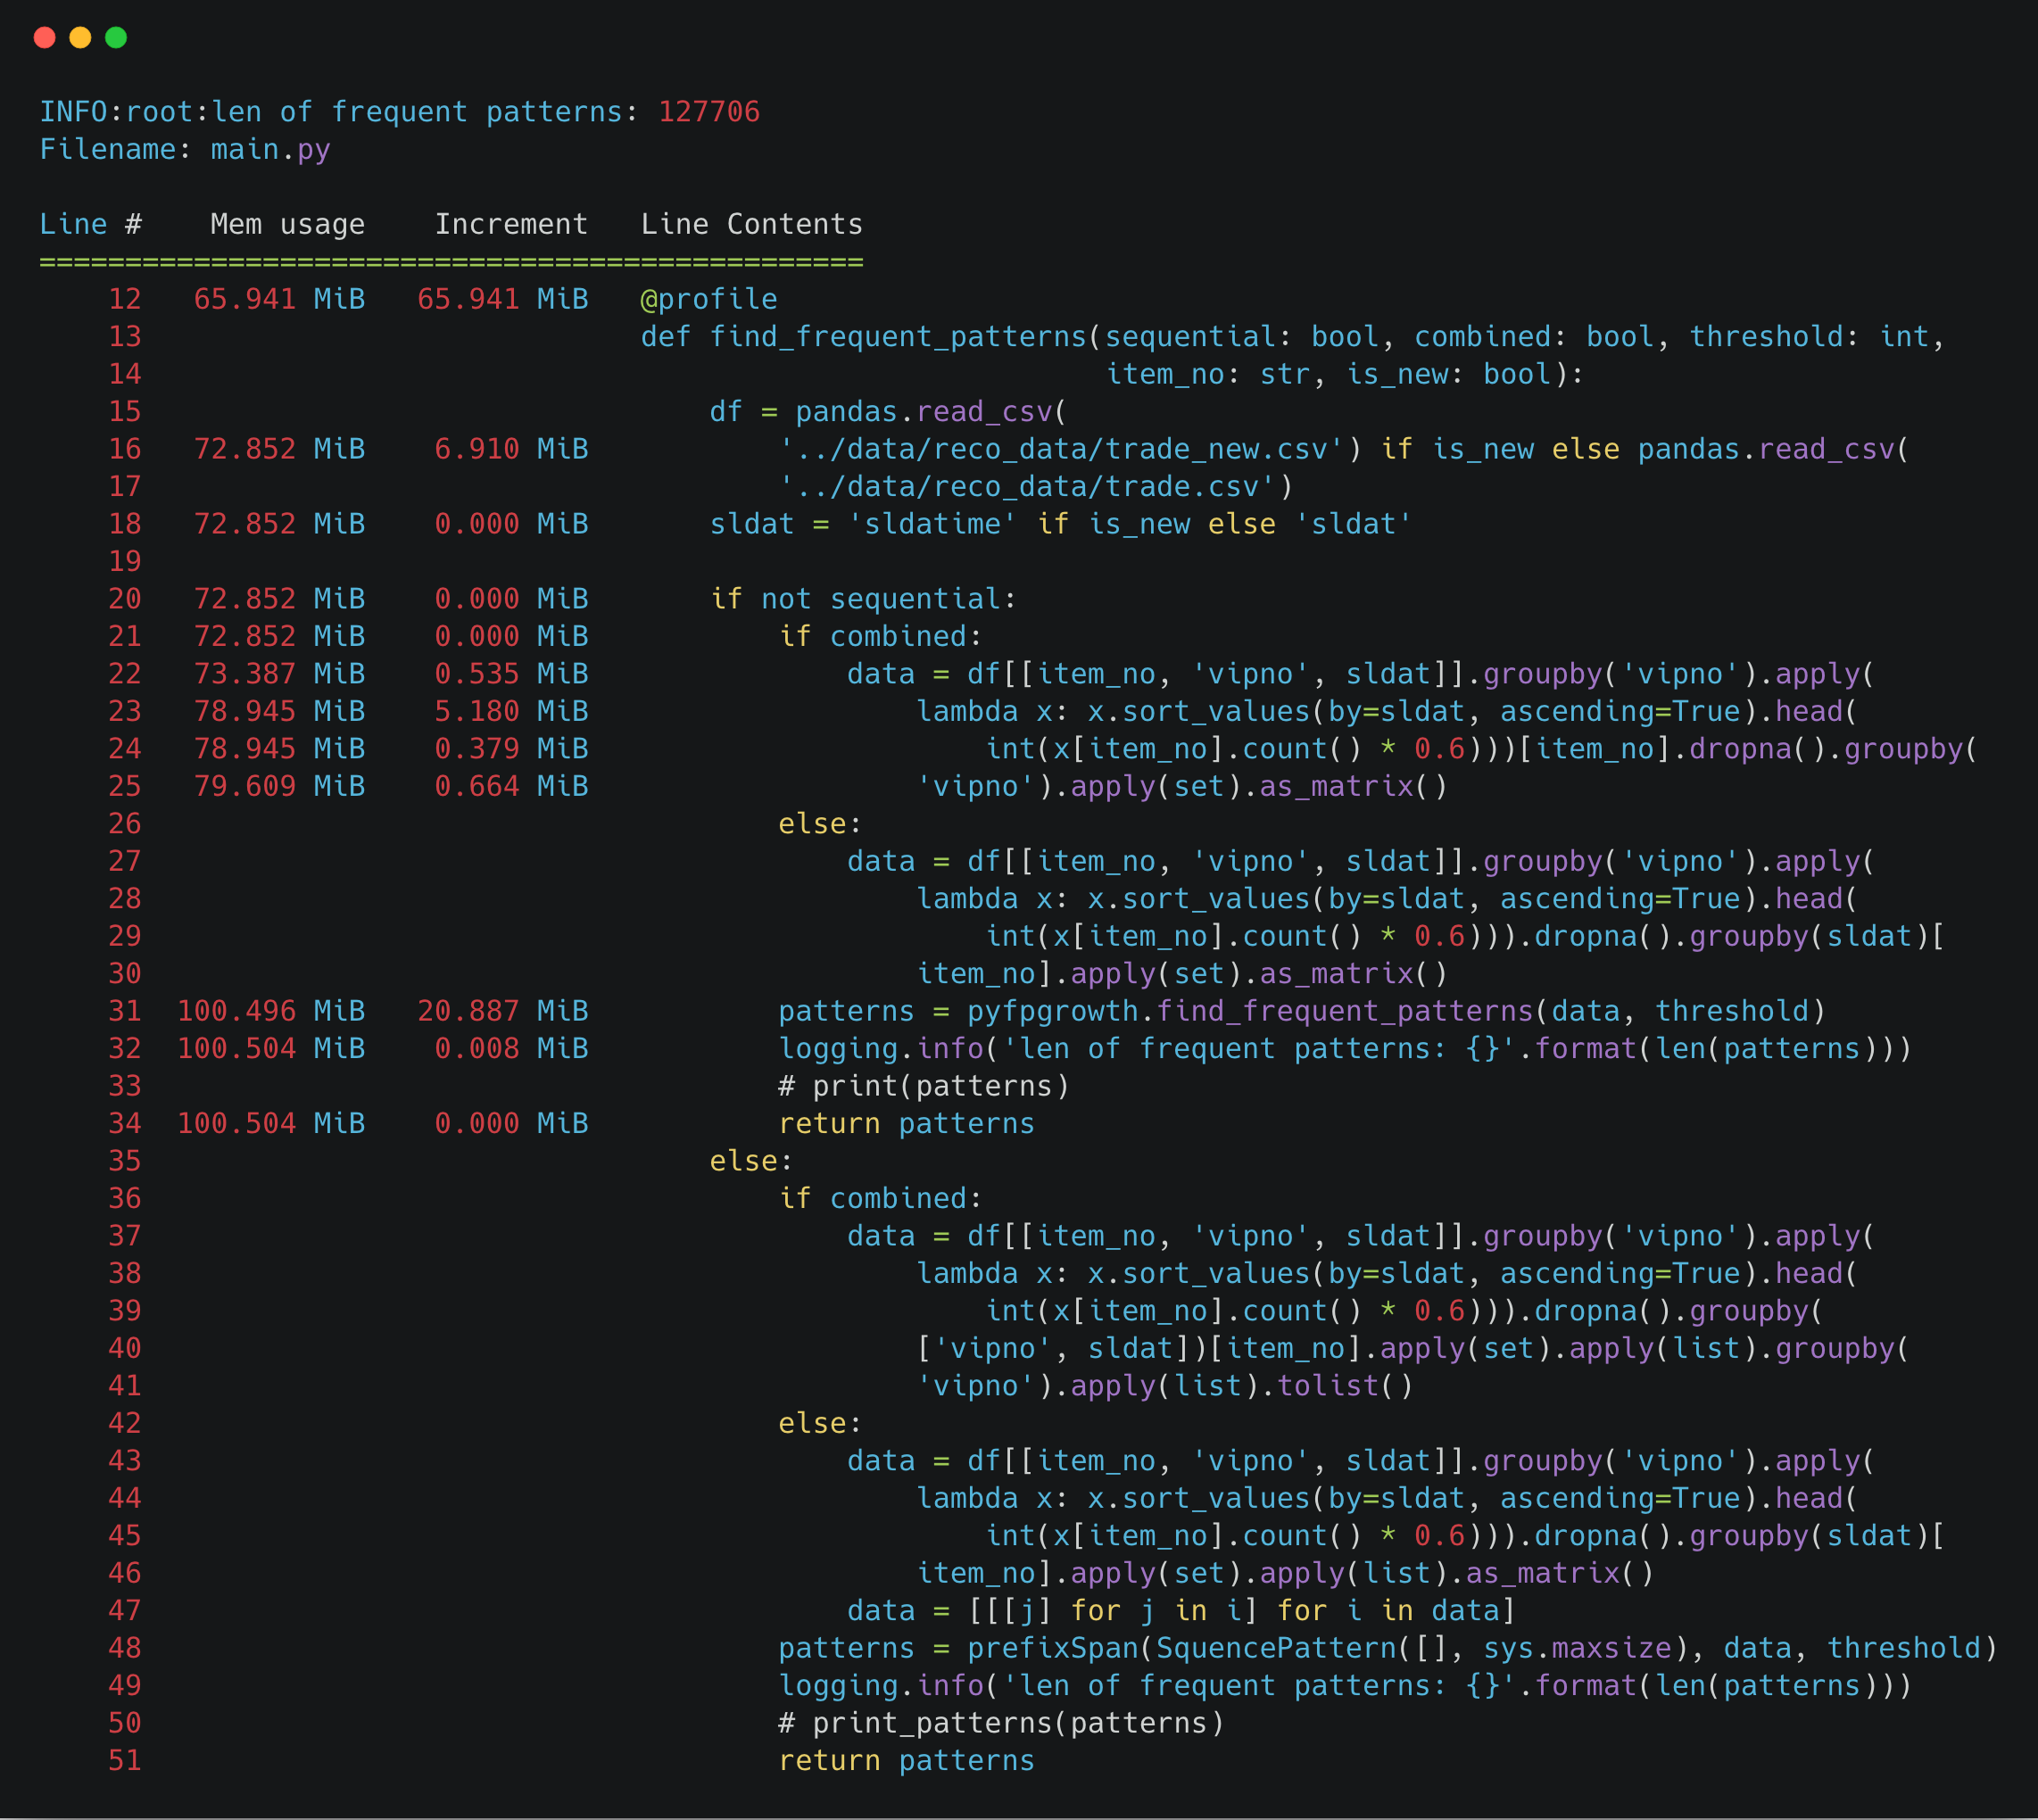 INFO:root:len of frequent patterns: 127706
Filename: main.py

Line #    Mem usage    Increment   Line Contents
================================================
    12   65.941 MiB   65.941 MiB   @profile
    13                             def find_frequent_patterns(sequential: bool, combined: bool, threshold: int,
    14                                                        item_no: str, is_new: bool):
    15                                 df = pandas.read_csv(
    16   72.852 MiB    6.910 MiB           '../data/reco_data/trade_new.csv') if is_new else pandas.read_csv(
    17                                     '../data/reco_data/trade.csv')
    18   72.852 MiB    0.000 MiB       sldat = 'sldatime' if is_new else 'sldat'
    19
    20   72.852 MiB    0.000 MiB       if not sequential:
    21   72.852 MiB    0.000 MiB           if combined:
    22   73.387 MiB    0.535 MiB               data = df[[item_no, 'vipno', sldat]].groupby('vipno').apply(
    23   78.945 MiB    5.180 MiB                   lambda x: x.sort_values(by=sldat, ascending=True).head(
    24   78.945 MiB    0.379 MiB                       int(x[item_no].count() * 0.6)))[item_no].dropna().groupby(
    25   79.609 MiB    0.664 MiB                   'vipno').apply(set).as_matrix()
    26                                     else:
    27                                         data = df[[item_no, 'vipno', sldat]].groupby('vipno').apply(
    28                                             lambda x: x.sort_values(by=sldat, ascending=True).head(
    29                                                 int(x[item_no].count() * 0.6))).dropna().groupby(sldat)[
    30                                             item_no].apply(set).as_matrix()
    31  100.496 MiB   20.887 MiB           patterns = pyfpgrowth.find_frequent_patterns(data, threshold)
    32  100.504 MiB    0.008 MiB           logging.info('len of frequent patterns: {}'.format(len(patterns)))
    33                                     # print(patterns)
    34  100.504 MiB    0.000 MiB           return patterns
    35                                 else:
    36                                     if combined:
    37                                         data = df[[item_no, 'vipno', sldat]].groupby('vipno').apply(
    38                                             lambda x: x.sort_values(by=sldat, ascending=True).head(
    39                                                 int(x[item_no].count() * 0.6))).dropna().groupby(
    40                                             ['vipno', sldat])[item_no].apply(set).apply(list).groupby(
    41                                             'vipno').apply(list).tolist()
    42                                     else:
    43                                         data = df[[item_no, 'vipno', sldat]].groupby('vipno').apply(
    44                                             lambda x: x.sort_values(by=sldat, ascending=True).head(
    45                                                 int(x[item_no].count() * 0.6))).dropna().groupby(sldat)[
    46                                             item_no].apply(set).apply(list).as_matrix()
    47                                         data = [[[j] for j in i] for i in data]
    48                                     patterns = prefixSpan(SquencePattern([], sys.maxsize), data, threshold)
    49                                     logging.info('len of frequent patterns: {}'.format(len(patterns)))
    50                                     # print_patterns(patterns)
    51                                     return patterns